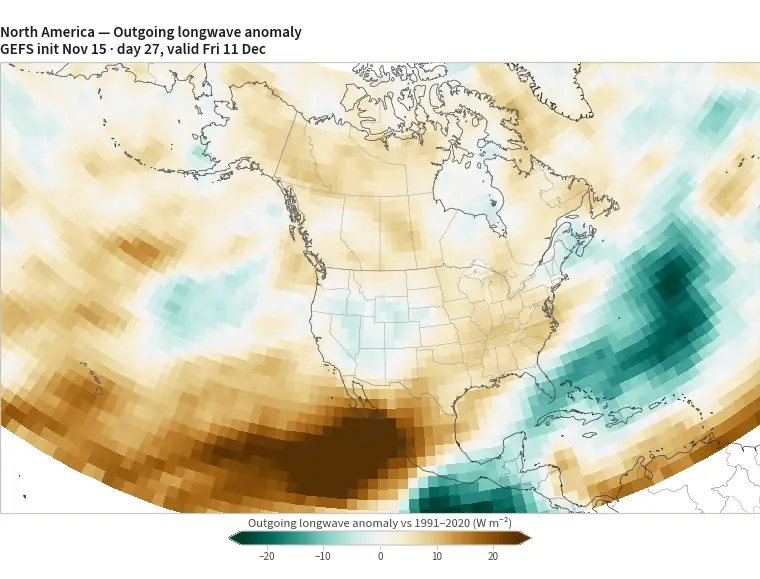 North America — Outgoing longwave anomaly
GEFS init Nov 15 · day 27, valid Fri 11 Dec
Outgoing longwave anomaly vs 1991–2020 (W m⁻²)
−20 −10 0 10 20